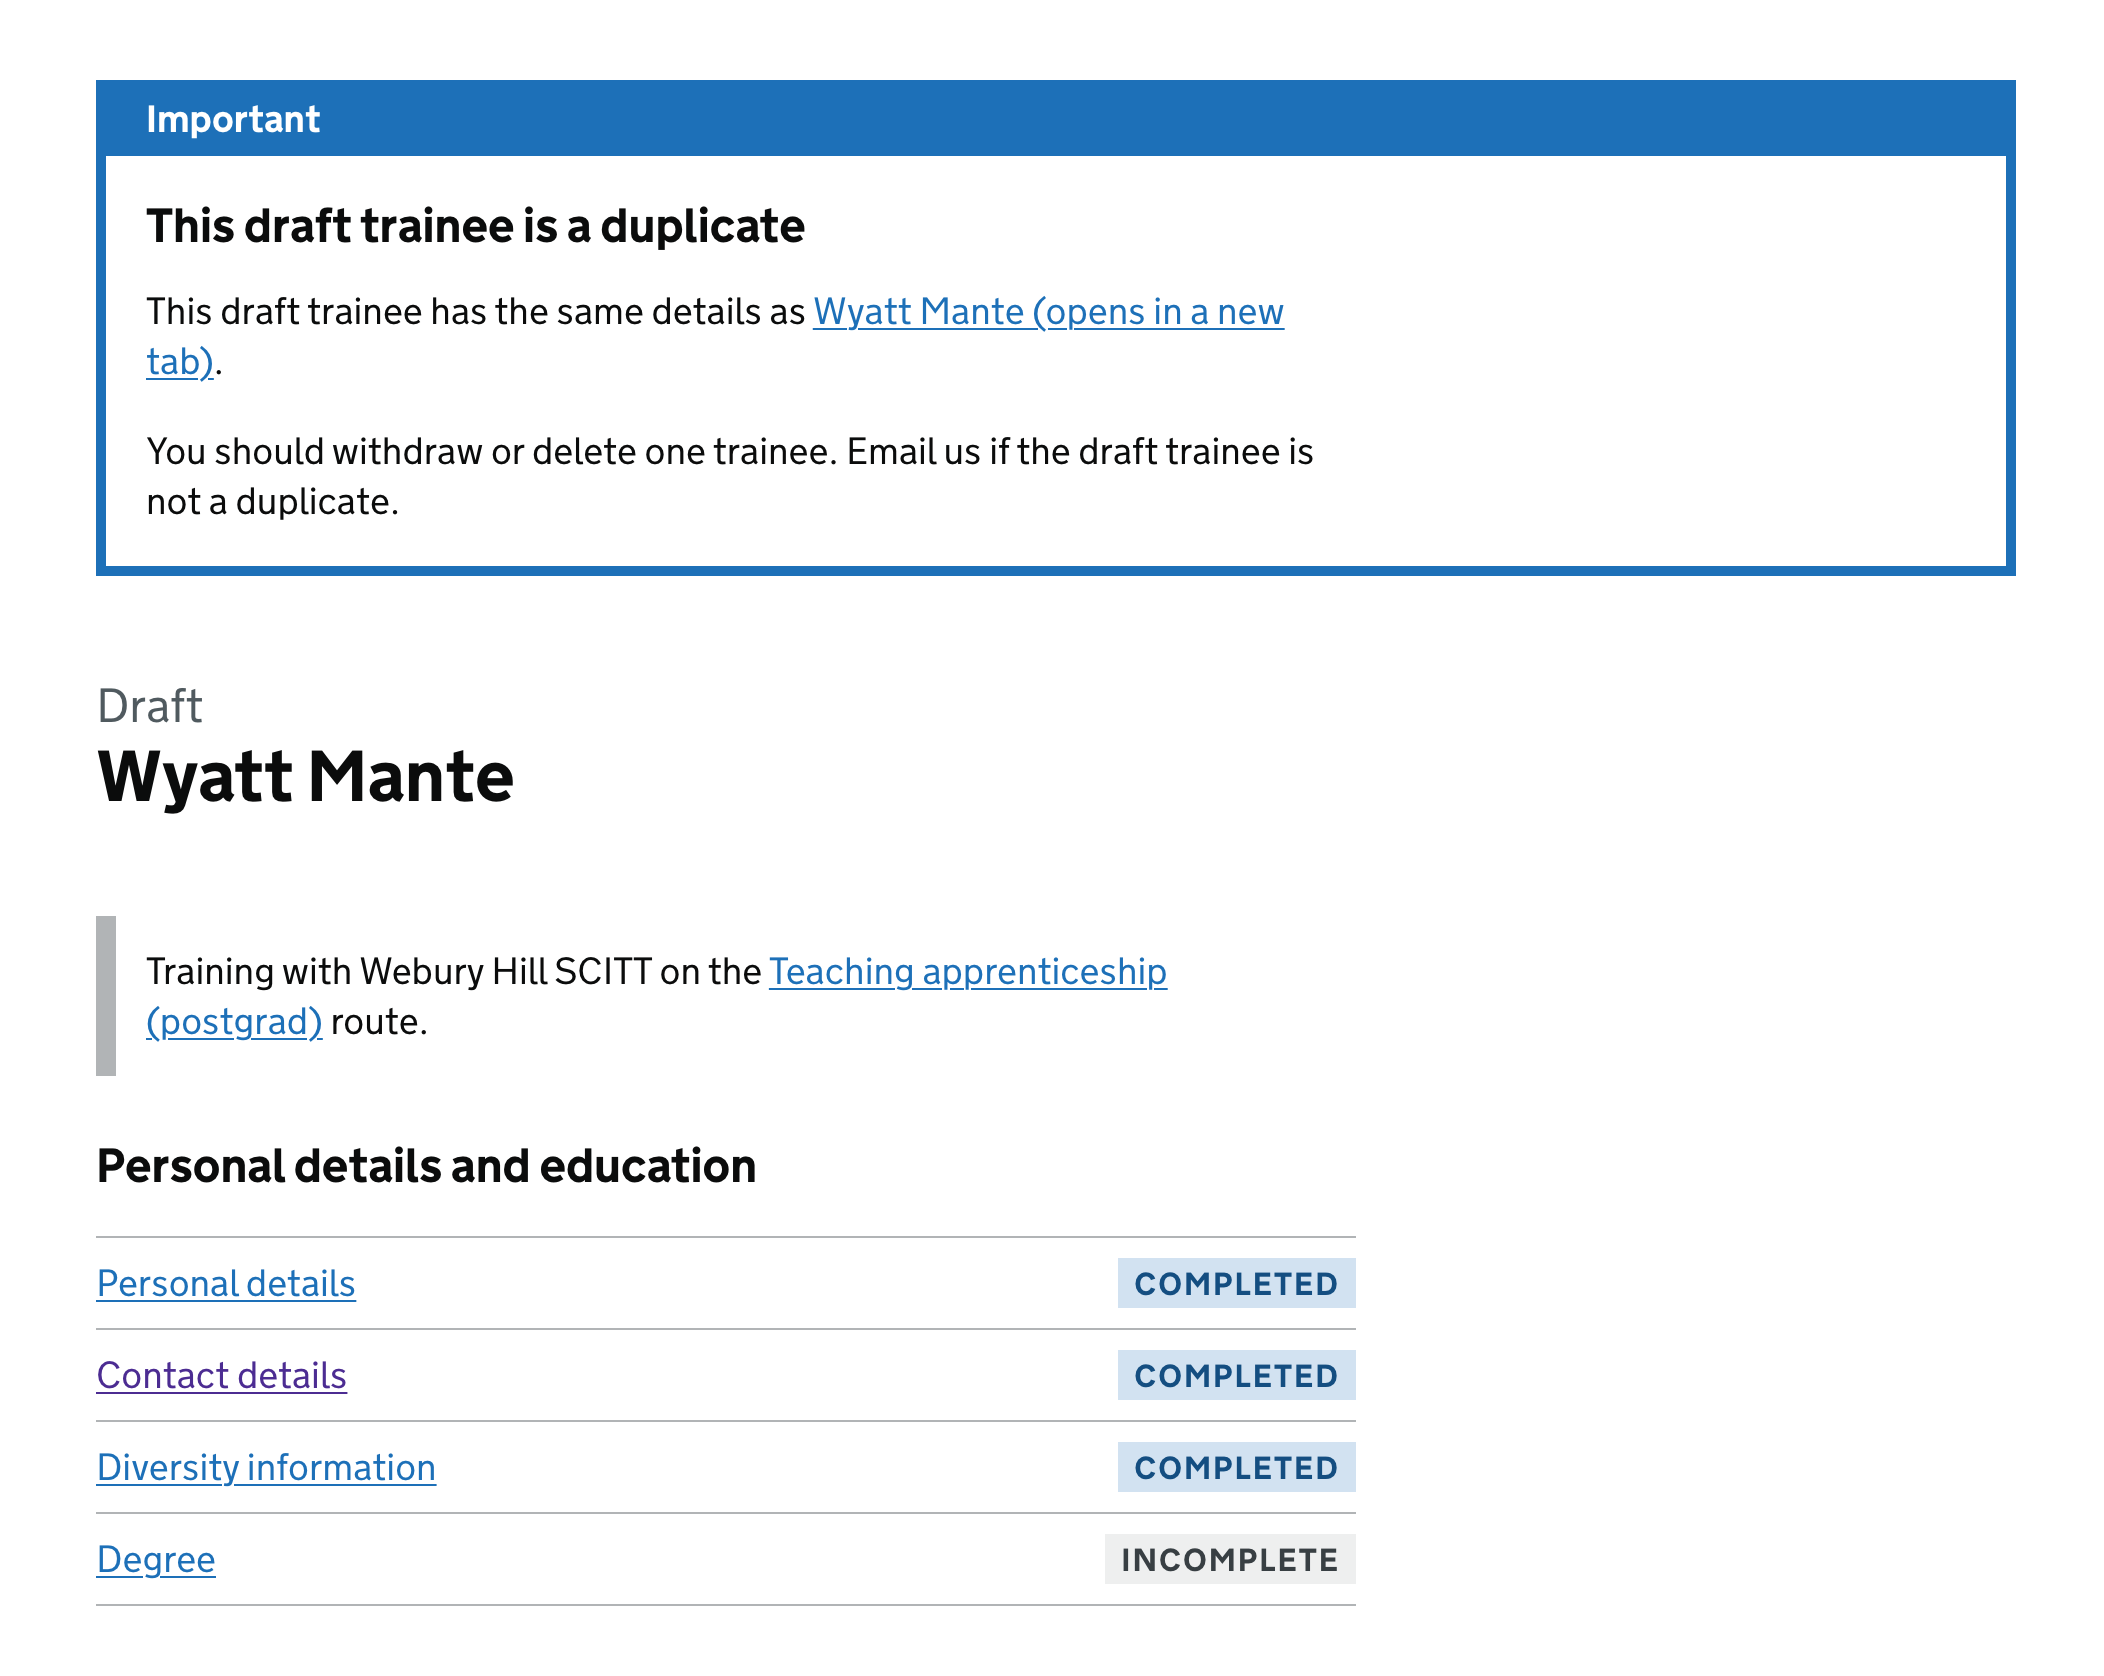 Important
This draft trainee is a duplicate
This draft trainee has the same details as Wyatt Mante (opens in a new
tab).
You should withdraw or delete one trainee. Email us if the draft trainee is
not a duplicate.
Draft
Wyatt Mante
Training with Webury Hill SCITT on the Teaching apprenticeship
(postgrad) route.
Personal details and education
Personal details COMPLETED
Contact details COMPLETED
Diversity information COMPLETED
Degree INCOMPLETE